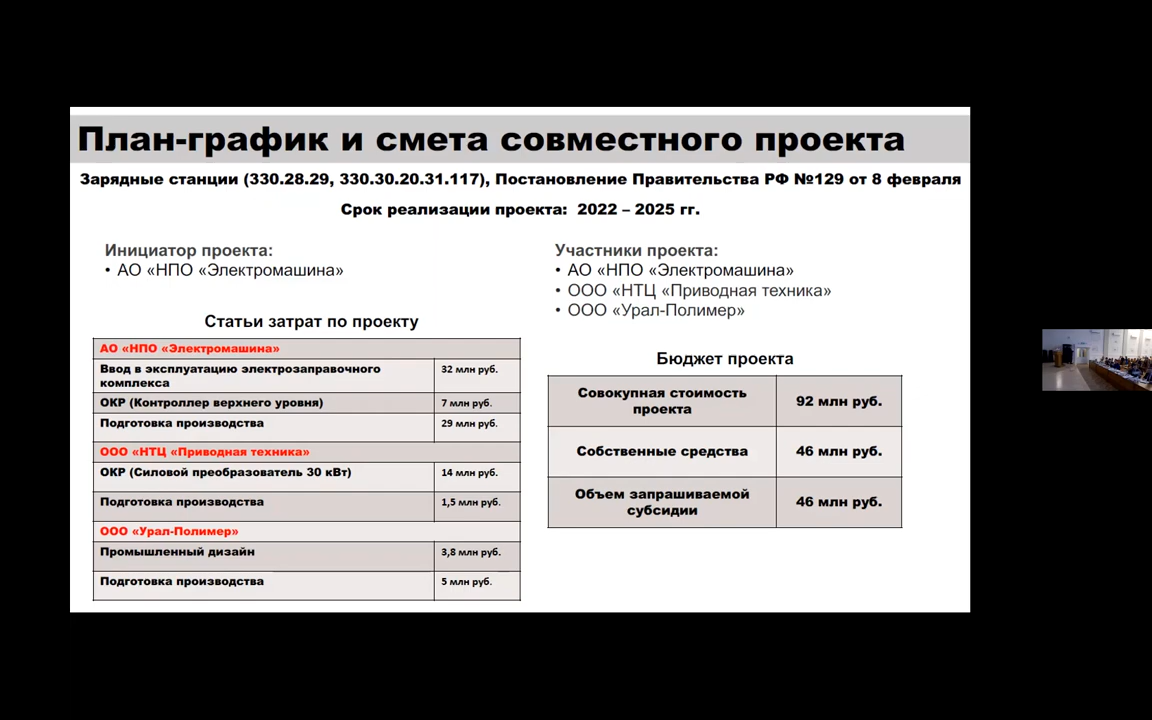 План-график и смета совместного проекта
Зарядные станции (330.28.29, 330.30.20.31.117), Постановление Правительства РФ №129 от 8 февраля
Срок реализации проекта: 2022 – 2025 гг.
Инициатор проекта:
• АО «НПО «Электромашина»
Участники проекта:
• АО «НПО «Электромашина»
• ООО «НТЦ «Приводная техника»
• ООО «Урал-Полимер»
Статьи затрат по проекту
АО «НПО «Электромашина»
Ввод в эксплуатацию электрозаправочного
комплекса
32 млн руб.
ОКР (Контроллер верхнего уровня)
7 млн руб.
Подготовка производства
29 млн руб.
ООО «НТЦ «Приводная техника»
ОКР (Силовой преобразователь 30 кВт)
14 млн руб.
Подготовка производства
1,5 млн руб.
ООО «Урал-Полимер»
Промышленный дизайн
3,8 млн руб.
Подготовка производства
5 млн руб.
Бюджет проекта
Совокупная стоимость
проекта
92 млн руб.
Собственные средства
46 млн руб.
Объем запрашиваемой
субсидии
46 млн руб.